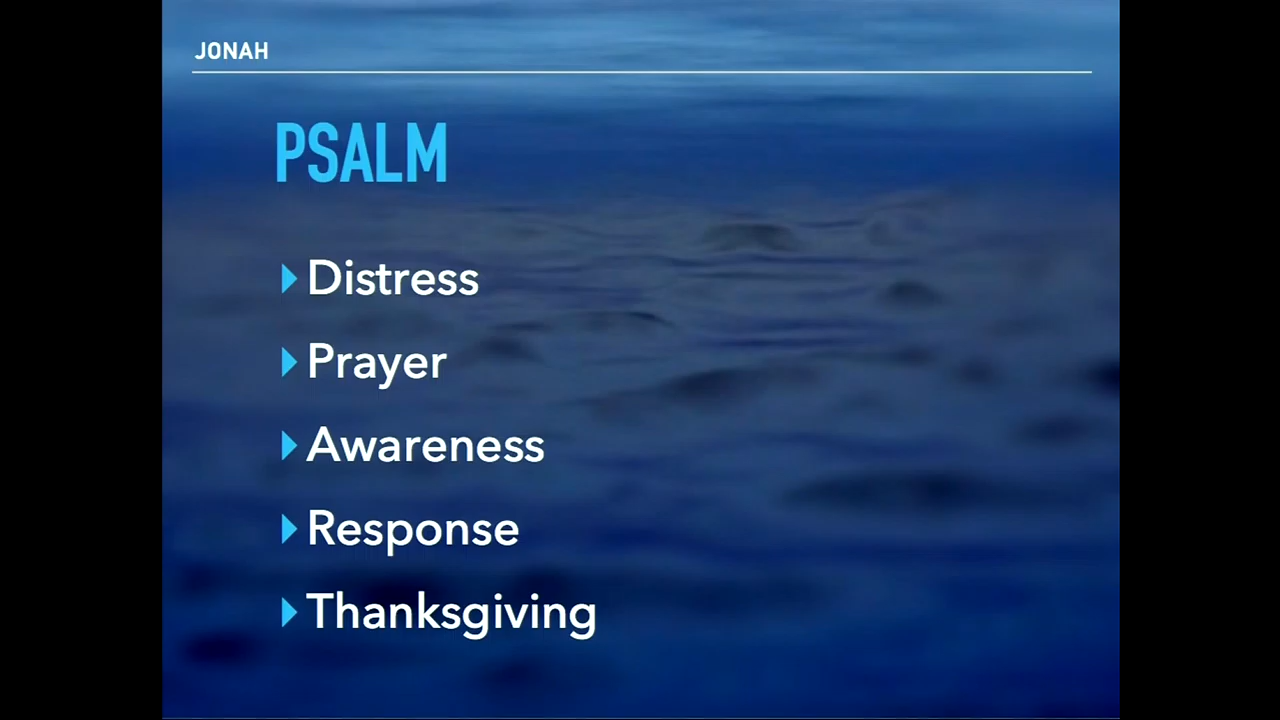 JONAH
PSALM
Distress
Prayer
Awareness
Response
Thanksgiving